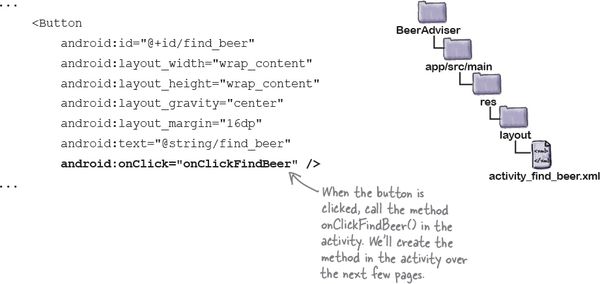 ...
<Button
android:id="@+id/find_beer"
android:layout_width="wrap_content"
android:layout_height="wrap_content"
android:layout_gravity="center"
android:layout_margin="16dp"
android:text="@string/find_beer"
android:onClick="onClickFindBeer" />
...
When the button is
clicked, call the method
onClickFindBeer() in the
activity. We'll create the
method in the activity over
the next few pages.
BeerAdviser
app/src/main
res
layout
<xml>
</xml>
activity_find_beer.xml